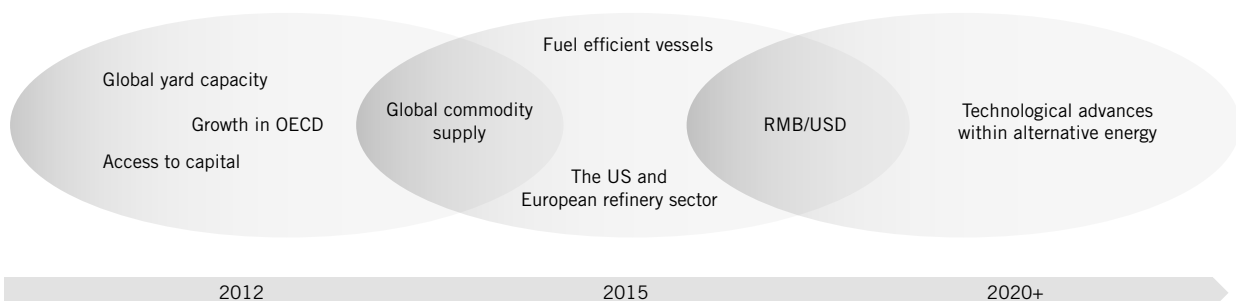 Fuel efficient vessels
Global yard capacity
Growth in OECD
Access to capital
Global commodity
supply
The US and
European refinery sector
RMB/USD
Technological advances
within alternative energy
2012
2015
2020+